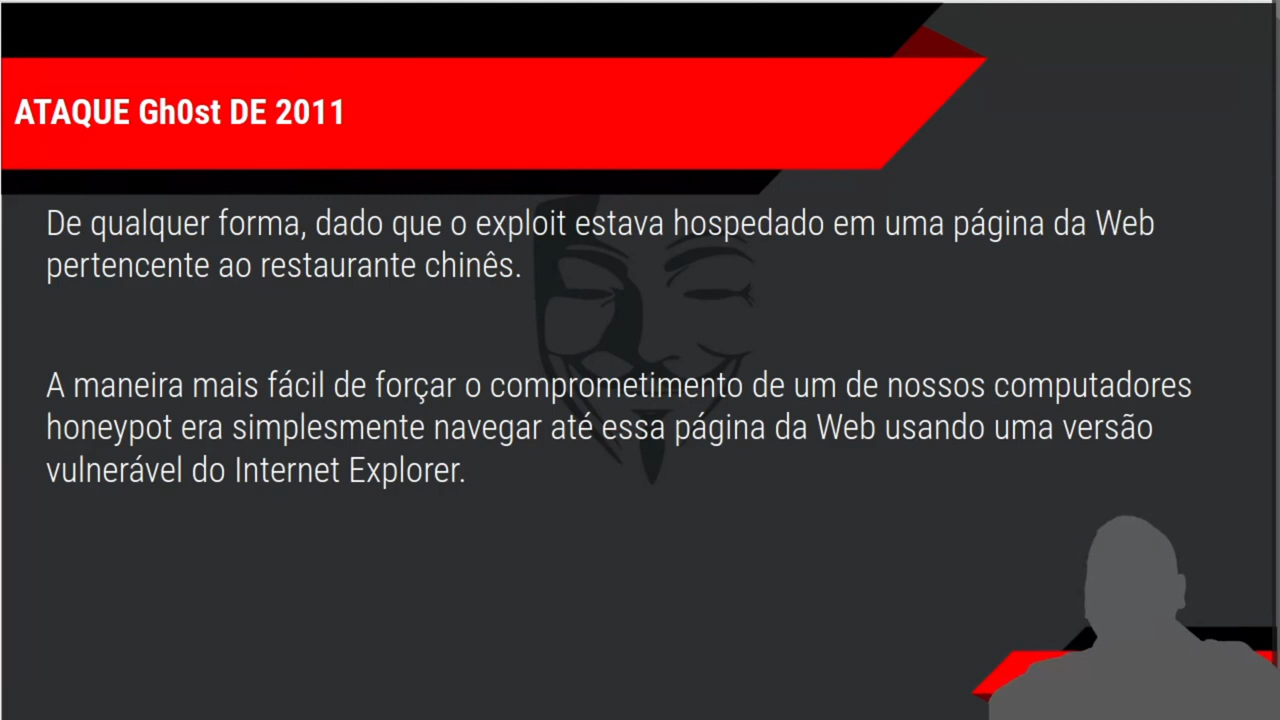 ATAQUE Gh0st DE 2011
De qualquer forma, dado que o exploit estava hospedado em uma página da Web
pertencente ao restaurante chinês.
A maneira mais fácil de forçar o comprometimento de um de nossos computadores
honeypot era simplesmente navegar até essa página da Web usando uma versão
vulnerável do Internet Explorer.